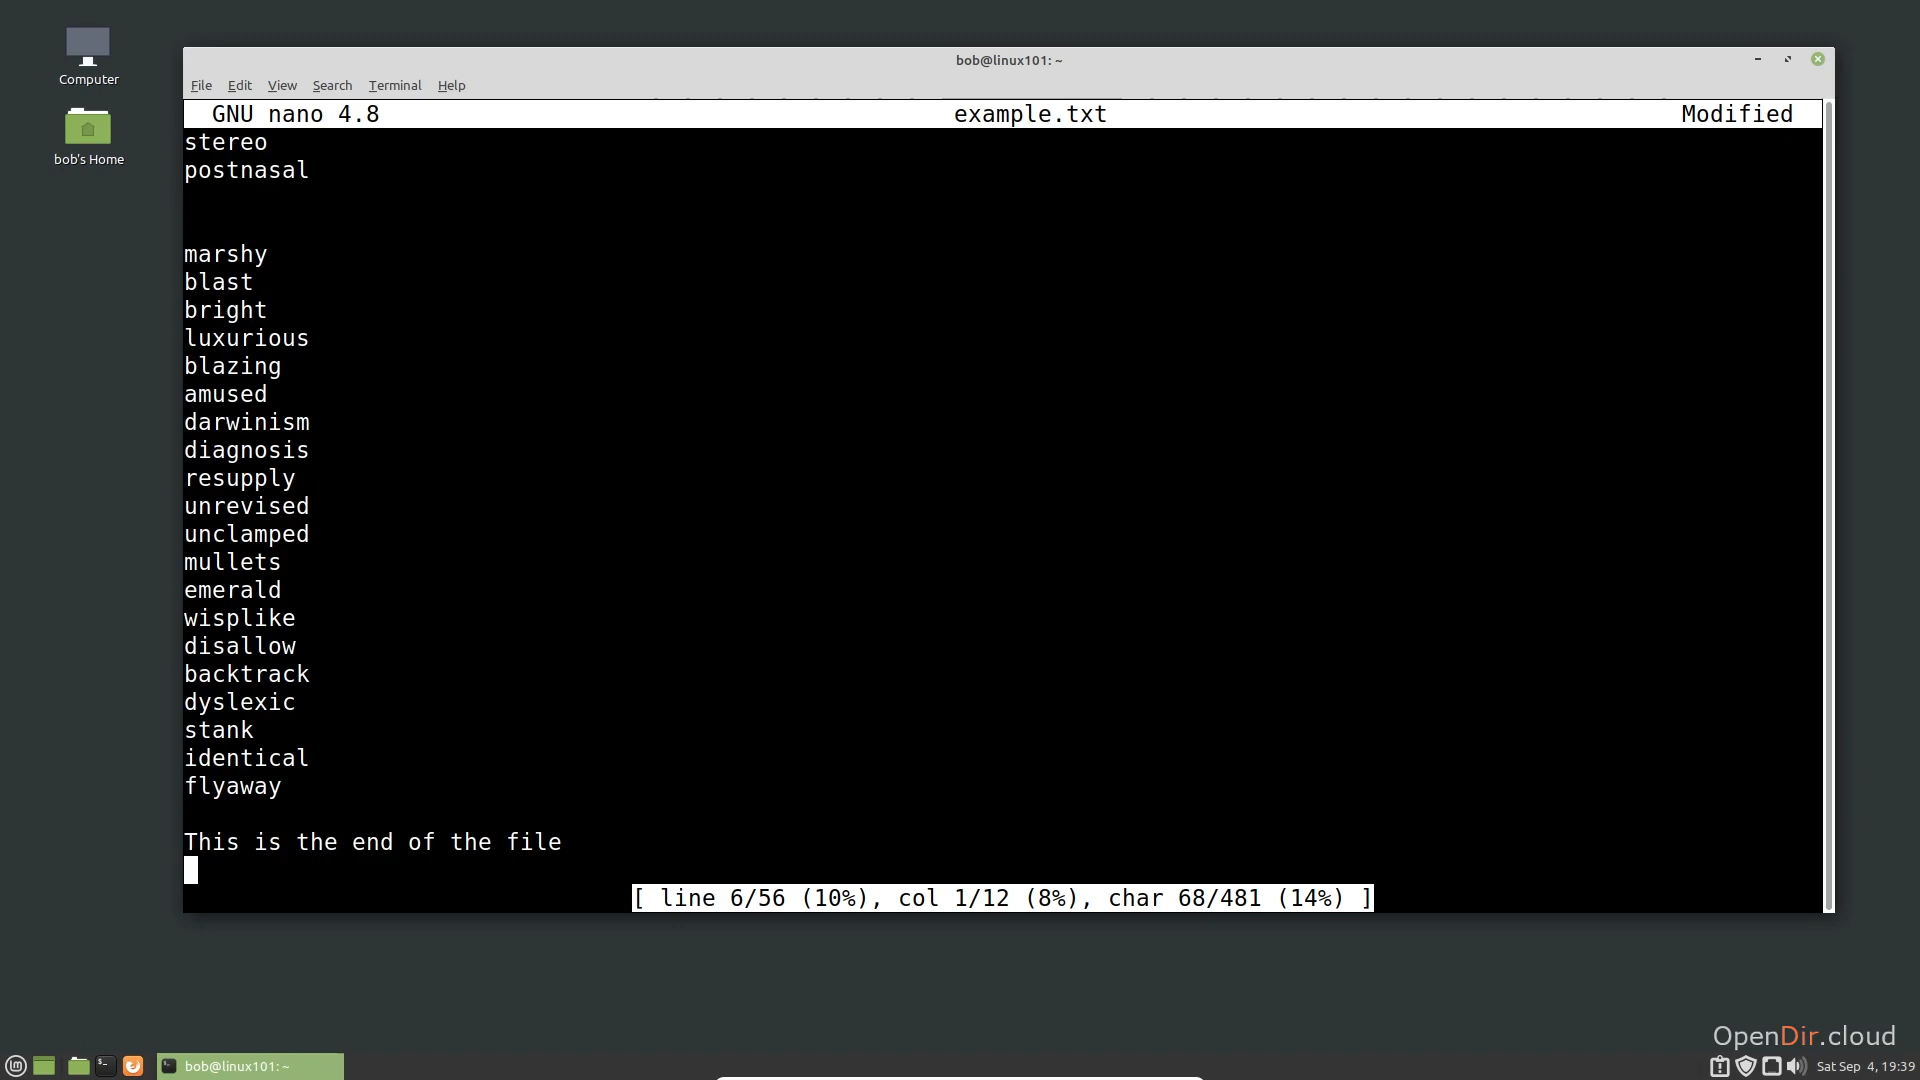 Computer
bob's Home
bob@linux101: ~
File Edit View Search Terminal Help
GNU nano 4.8 example.txt Modified
stereo
postnasal
marshy
blast
bright
luxurious
blazing
amused
darwinism
diagnosis
resupply
unrevised
unclamped
mullets
emerald
wisplike
disallow
backtrack
dyslexic
stank
identical
flyaway
This is the end of the file
[ line 6/56 (10%), col 1/12 (8%), char 68/481 (14%) ]
OpenDir.cloud
bob@linux101: ~
Sat Sep 4, 19:39